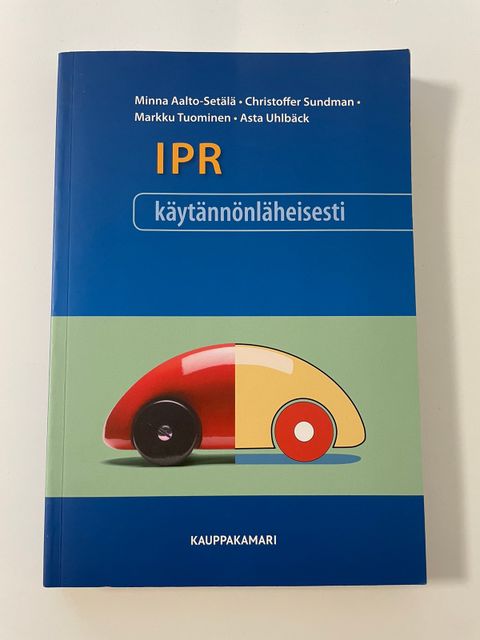 Minna Aalto-Setälä • Christoffer Sundman •
Markku Tuominen • Asta Uhlbäck
IPR
käytännönläheisesti
KAUPPAKAMARI